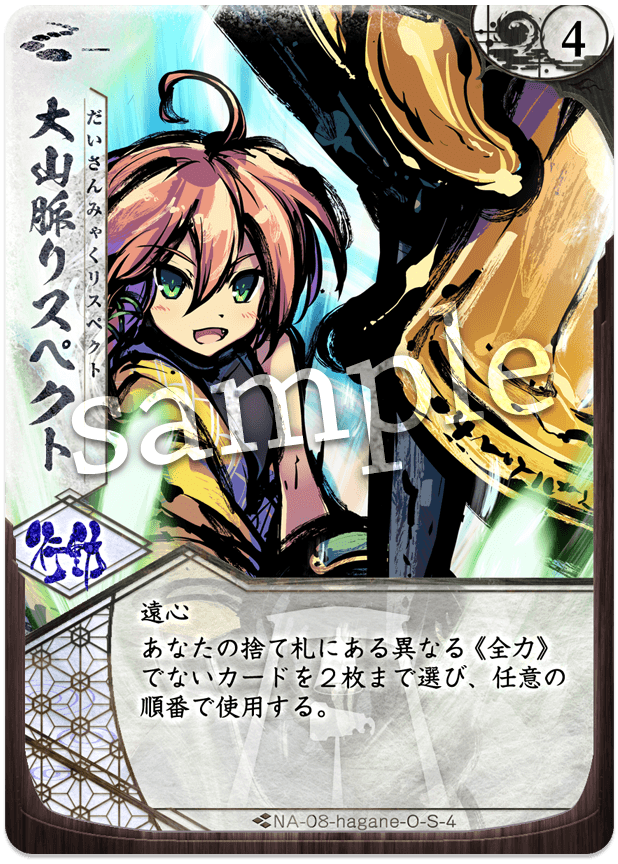 4
大山脈リスペクト
だいさんみゃくリスペクト
sample
行動
遠心
あなたの捨て札にある異なる《全力》
でないカードを２枚まで選び、任意の
順番で使用する。
NA-08-hagane-O-S-4